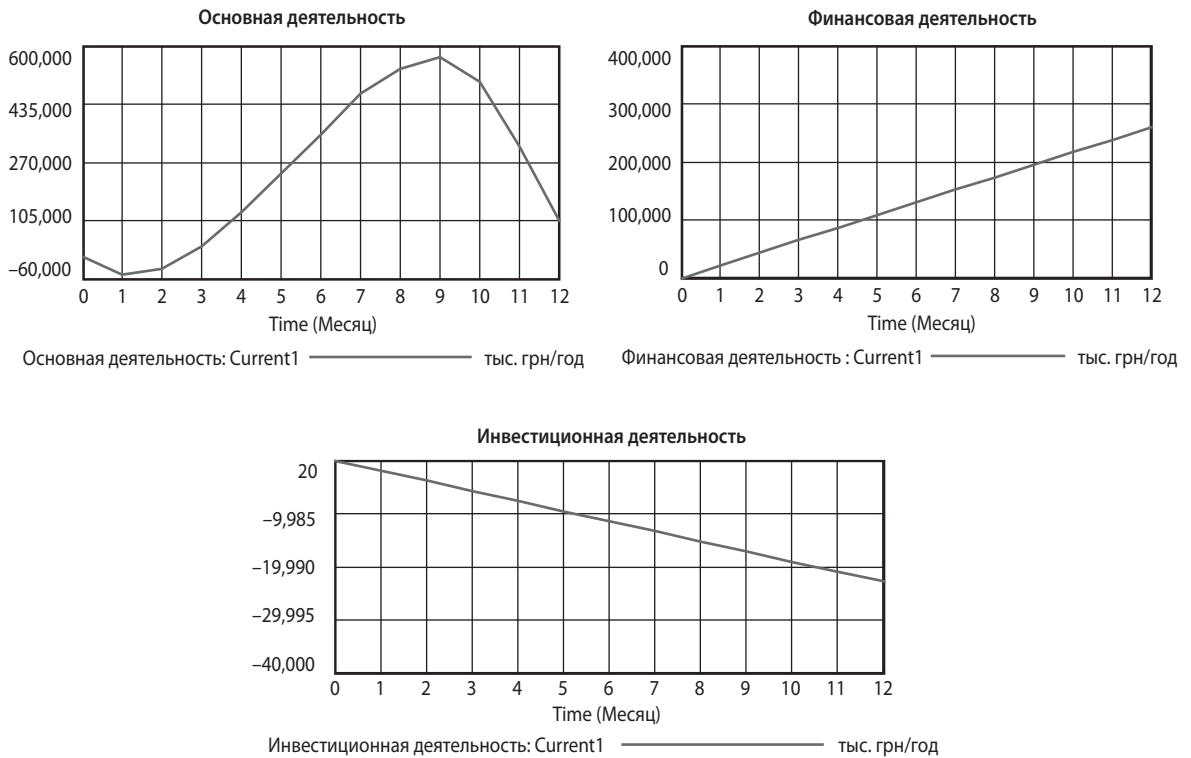 Основная деятельность
600,000
435,000
270,000
105,000
–60,000
0 1 2 3 4 5 6 7 8 9 10 11 12
Time (Месяц)
Основная деятельность: Current1 тыс. грн/год
Финансовая деятельность
400,000
300,000
200,000
100,000
0
0 1 2 3 4 5 6 7 8 9 10 11 12
Time (Месяц)
Финансовая деятельность : Current1 тыс. грн/год
Инвестиционная деятельность
20
–9,985
–19,990
–29,995
–40,000
0 1 2 3 4 5 6 7 8 9 10 11 12
Time (Месяц)
Инвестиционная деятельность: Current1 тыс. грн/год